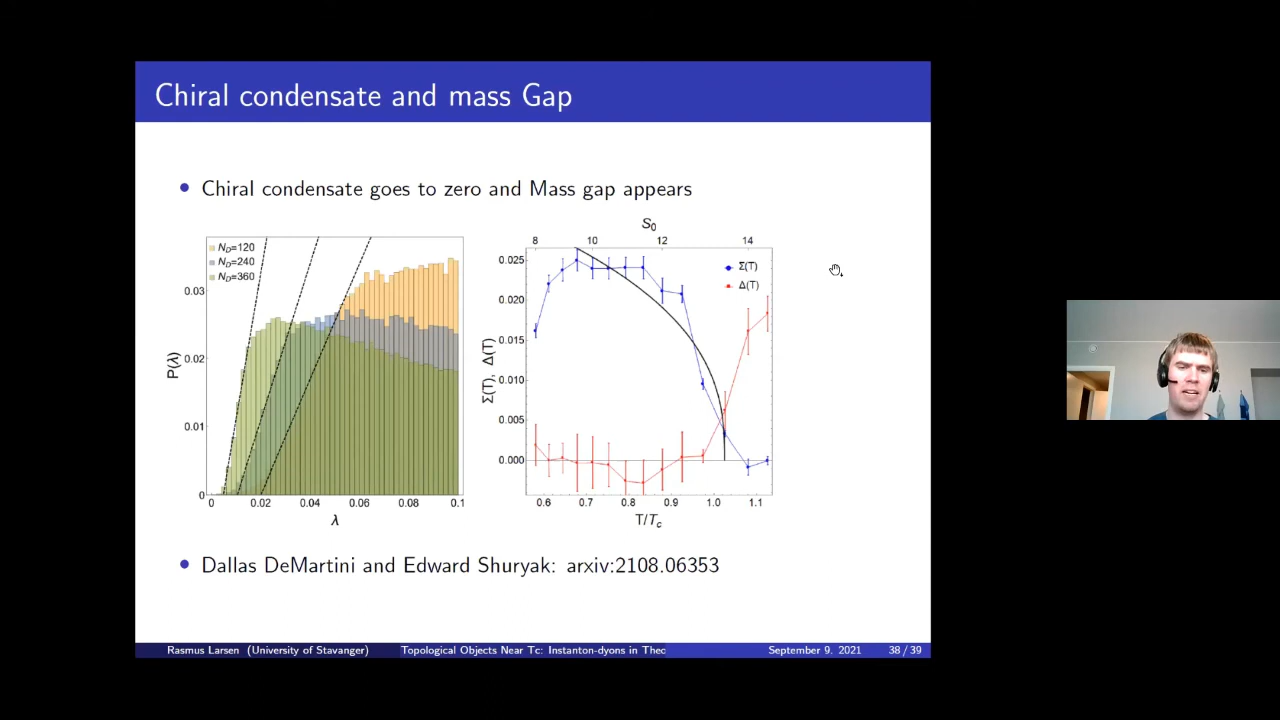 Chiral condensate and mass Gap
• Chiral condensate goes to zero and Mass gap appears
N_D=120
N_D=240
N_D=360
P(λ)
0.03
0.02
0.01
0
0 0.02 0.04 0.06 0.08 0.1
λ
S_0
8 10 12 14
Σ(T)
Δ(T)
Σ(T), Δ(T)
0.025
0.020
0.015
0.010
0.005
0.000
0.6 0.7 0.8 0.9 1.0 1.1
T/T_c
• Dallas DeMartini and Edward Shuryak: arxiv:2108.06353
Rasmus Larsen (University of Stavanger) Topological Objects Near Tc: Instanton-dyons in Theo September 9. 2021 38 / 39